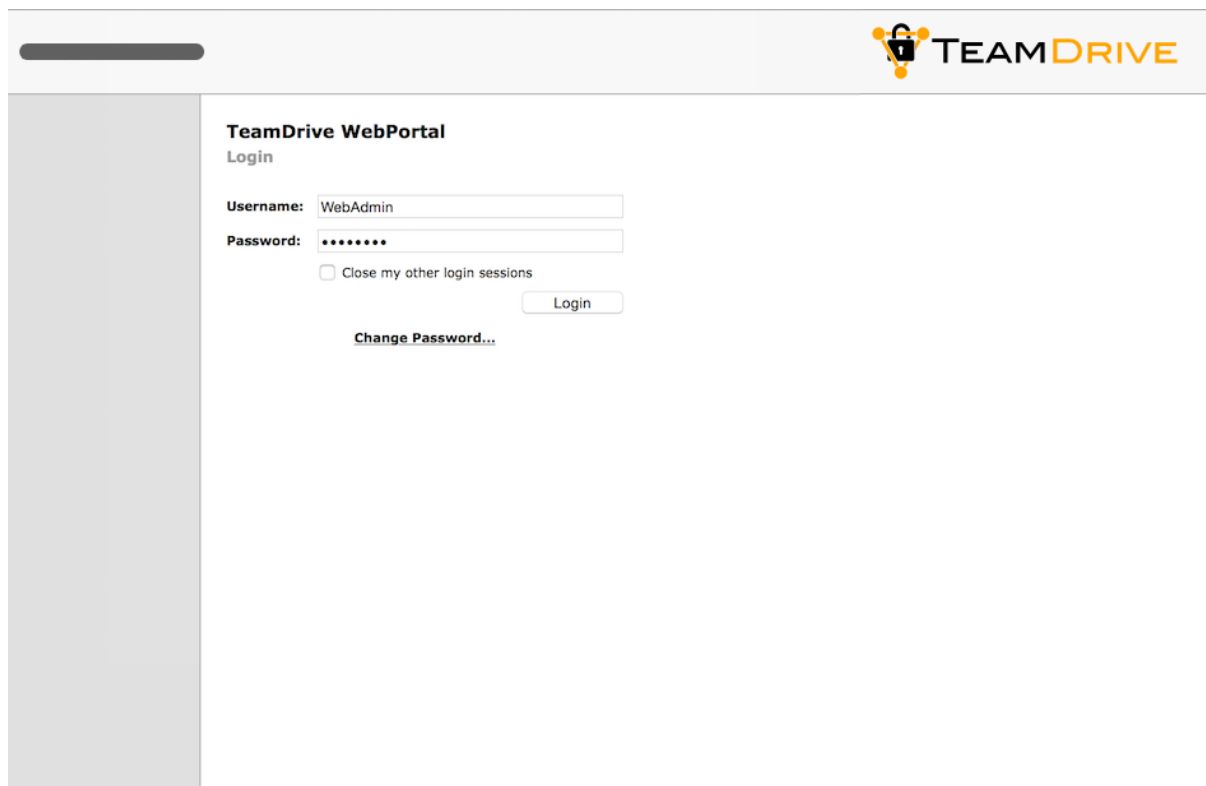 TEAMDRIVE
TeamDrive WebPortal
Login
Username: WebAdmin
Password: ••••••••
Close my other login sessions
Login
Change Password...